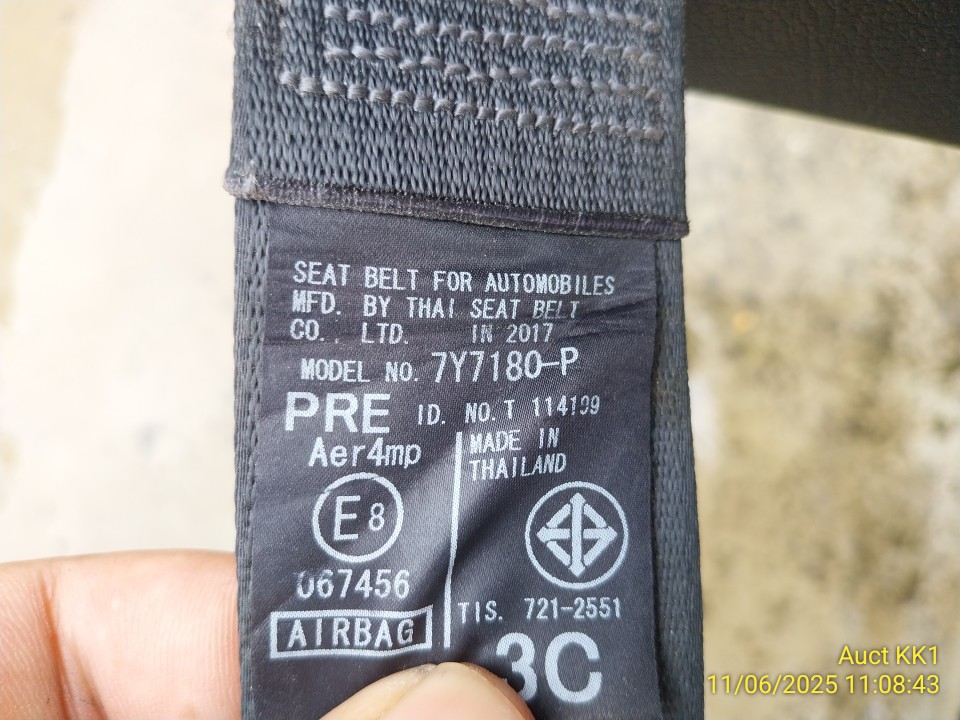 SEAT BELT FOR AUTOMOBILES
MFD. BY THAI SEAT BELT
CO., LTD. IN 2017
MODEL NO. 7Y7180-P
PRE ID. NO. T 114199
Aer4mp
MADE IN
THAILAND
E8
067456
AIRBAG
TIS. 721-2551
3C
Auct KK1
11/06/2025 11:08:43